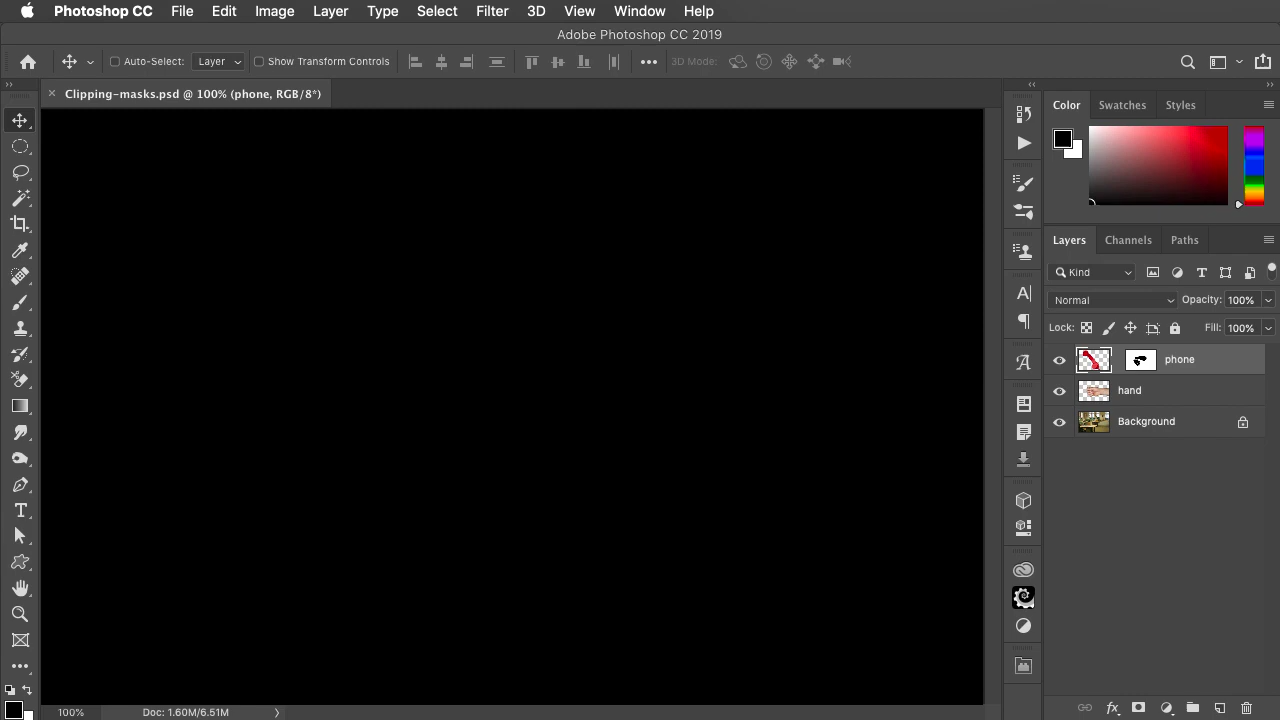 Photoshop CC File Edit Image Layer Type Select Filter 3D View Window Help
Adobe Photoshop CC 2019
Auto-Select: Layer Show Transform Controls 3D Mode:
Clipping-masks.psd @ 100% (phone, RGB/8*)
Color Swatches Styles
Layers Channels Paths
Kind
Normal Opacity: 100%
Lock: Fill: 100%
phone
hand
Background
100% Doc: 1.60M/6.51M